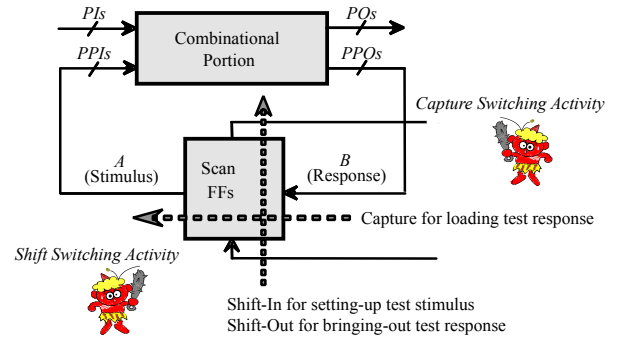 PIs
POs
Combinational
Portion
PPIs
PPOs
Capture Switching Activity
A
(Stimulus)
Scan
FFs
B
(Response)
Capture for loading test response
Shift Switching Activity
Shift-In for setting-up test stimulus
Shift-Out for bringing-out test response